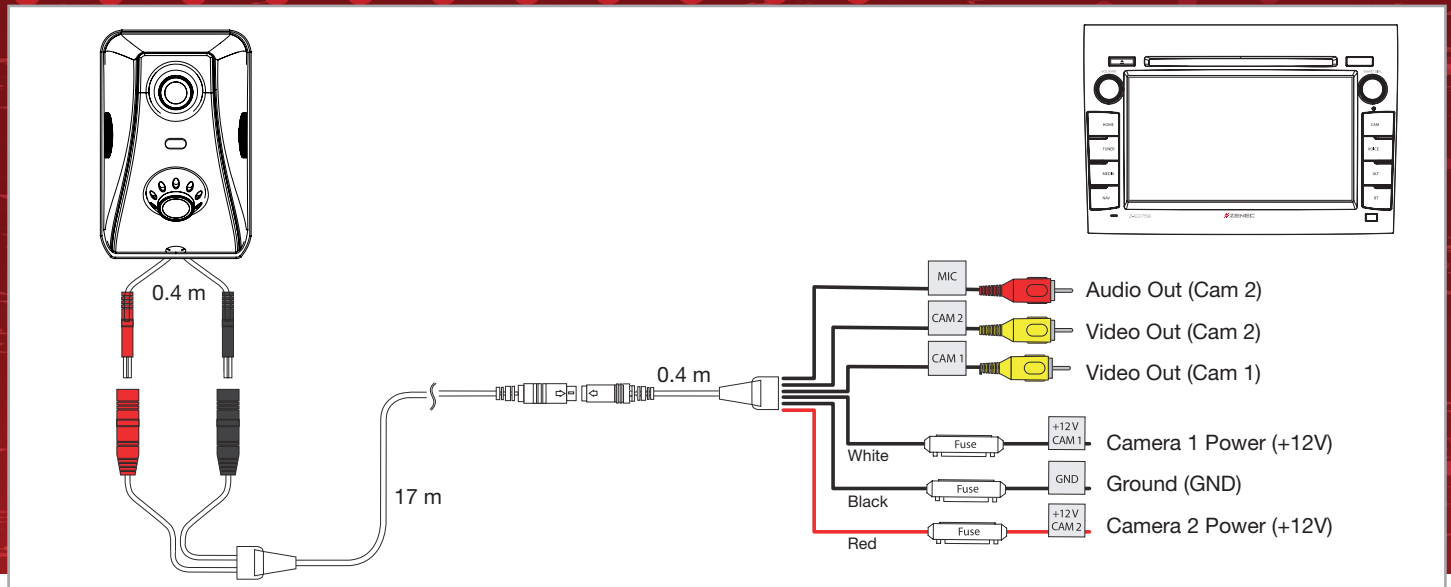 0.4 m
17 m
0.4 m
MIC
Audio Out (Cam 2)
CAM 2
Video Out (Cam 2)
CAM 1
Video Out (Cam 1)
White
Fuse
+12 V
CAM 1
Camera 1 Power (+12V)
Black
Fuse
GND
Ground (GND)
Red
Fuse
+12 V
CAM 2
Camera 2 Power (+12V)
HOME
TUNER
MEDIA
NAV
CAM
VOICE
ALT
BT
ZENEC